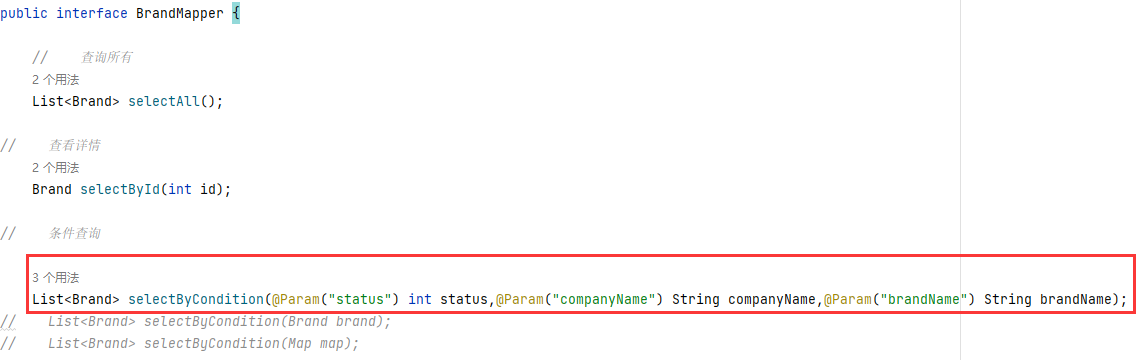 public interface BrandMapper {
//    查询所有
2 个用法
List<Brand> selectAll();
//    查看详情
2 个用法
Brand selectById(int id);
//    条件查询
3 个用法
List<Brand> selectByCondition(@Param("status") int status,@Param("companyName") String companyName,@Param("brandName") String brandName);
//    List<Brand> selectByCondition(Brand brand);
//    List<Brand> selectByCondition(Map map);